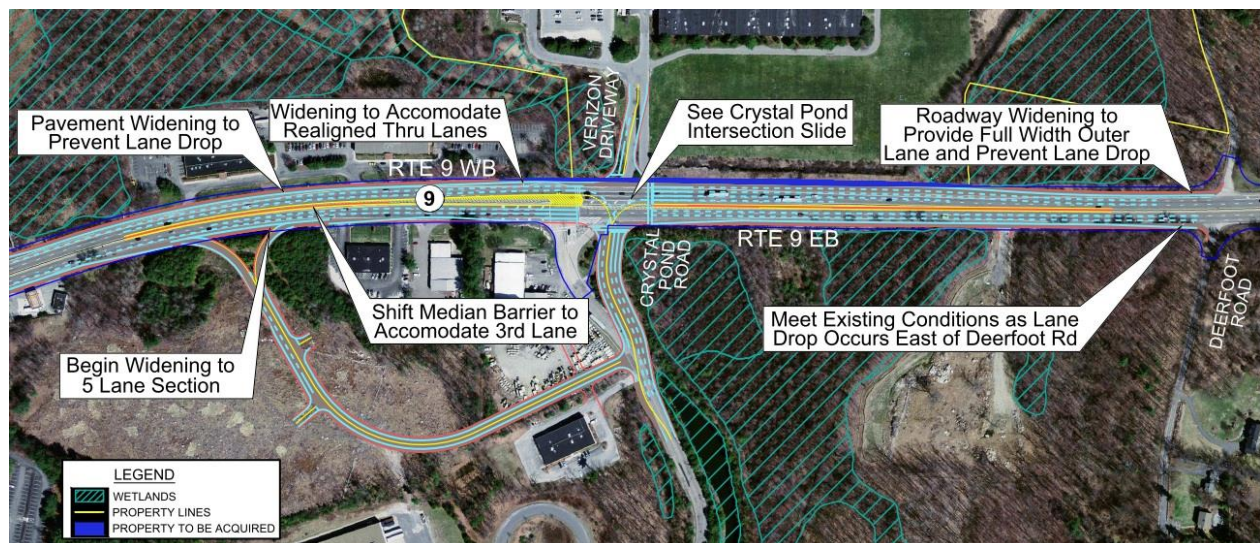 Pavement Widening to
Prevent Lane Drop
Widening to Accomodate
Realigned Thru Lanes
VERIZON
DRIVEWAY
See Crystal Pond
Intersection Slide
Roadway Widening to
Provide Full Width Outer
Lane and Prevent Lane Drop
RTE 9 WB
9
RTE 9 EB
CRYSTAL
POND
ROAD
DEERFOOT
ROAD
Shift Median Barrier to
Accomodate 3rd Lane
Meet Existing Conditions as Lane
Drop Occurs East of Deerfoot Rd
Begin Widening to
5 Lane Section
LEGEND
WETLANDS
PROPERTY LINES
PROPERTY TO BE ACQUIRED